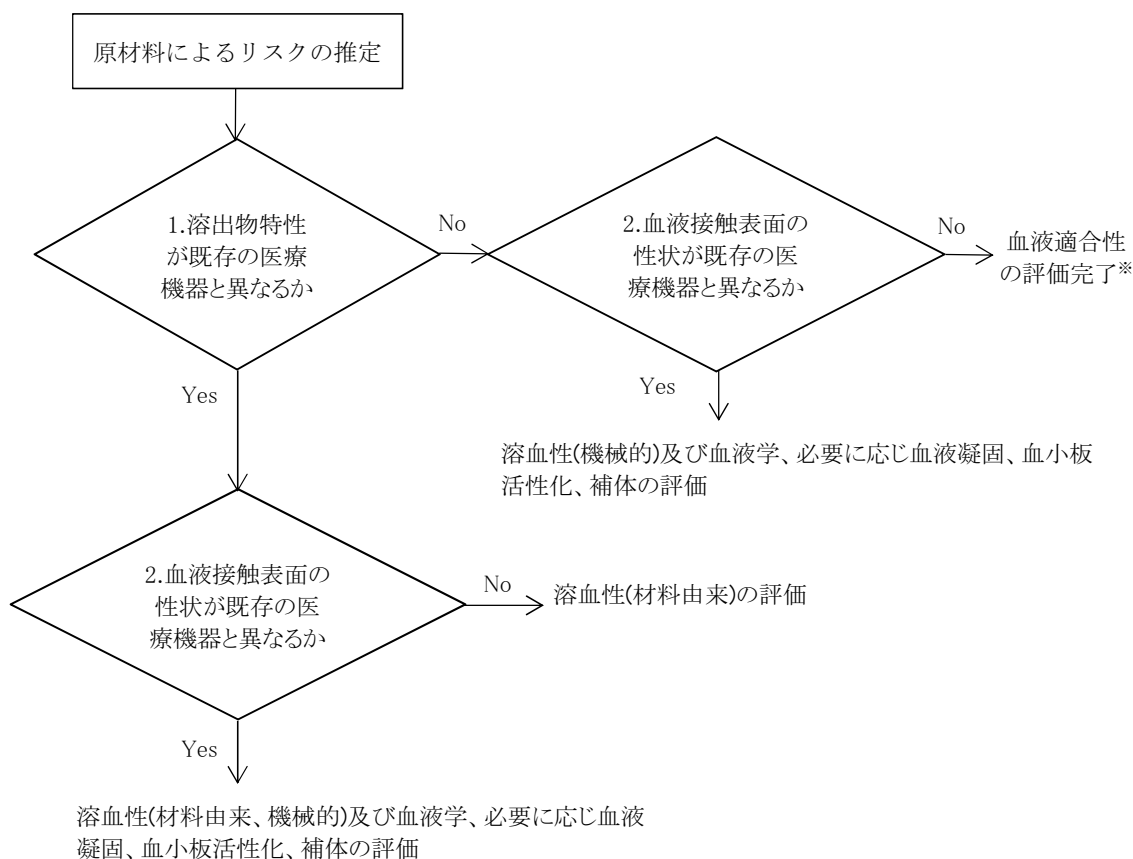 原材料によるリスクの推定
1.溶出物特性
が既存の医療
機器と異なるか
No
2.血液接触表面の
性状が既存の医
療機器と異なるか
No
血液適合性
の評価完了※
Yes
Yes
溶血性(機械的)及び血液学、必要に応じ血液凝固、血小板
活性化、補体の評価
2.血液接触表面の
性状が既存の医
療機器と異なるか
No
溶血性(材料由来)の評価
Yes
溶血性(材料由来、機械的)及び血液学、必要に応じ血液
凝固、血小板活性化、補体の評価